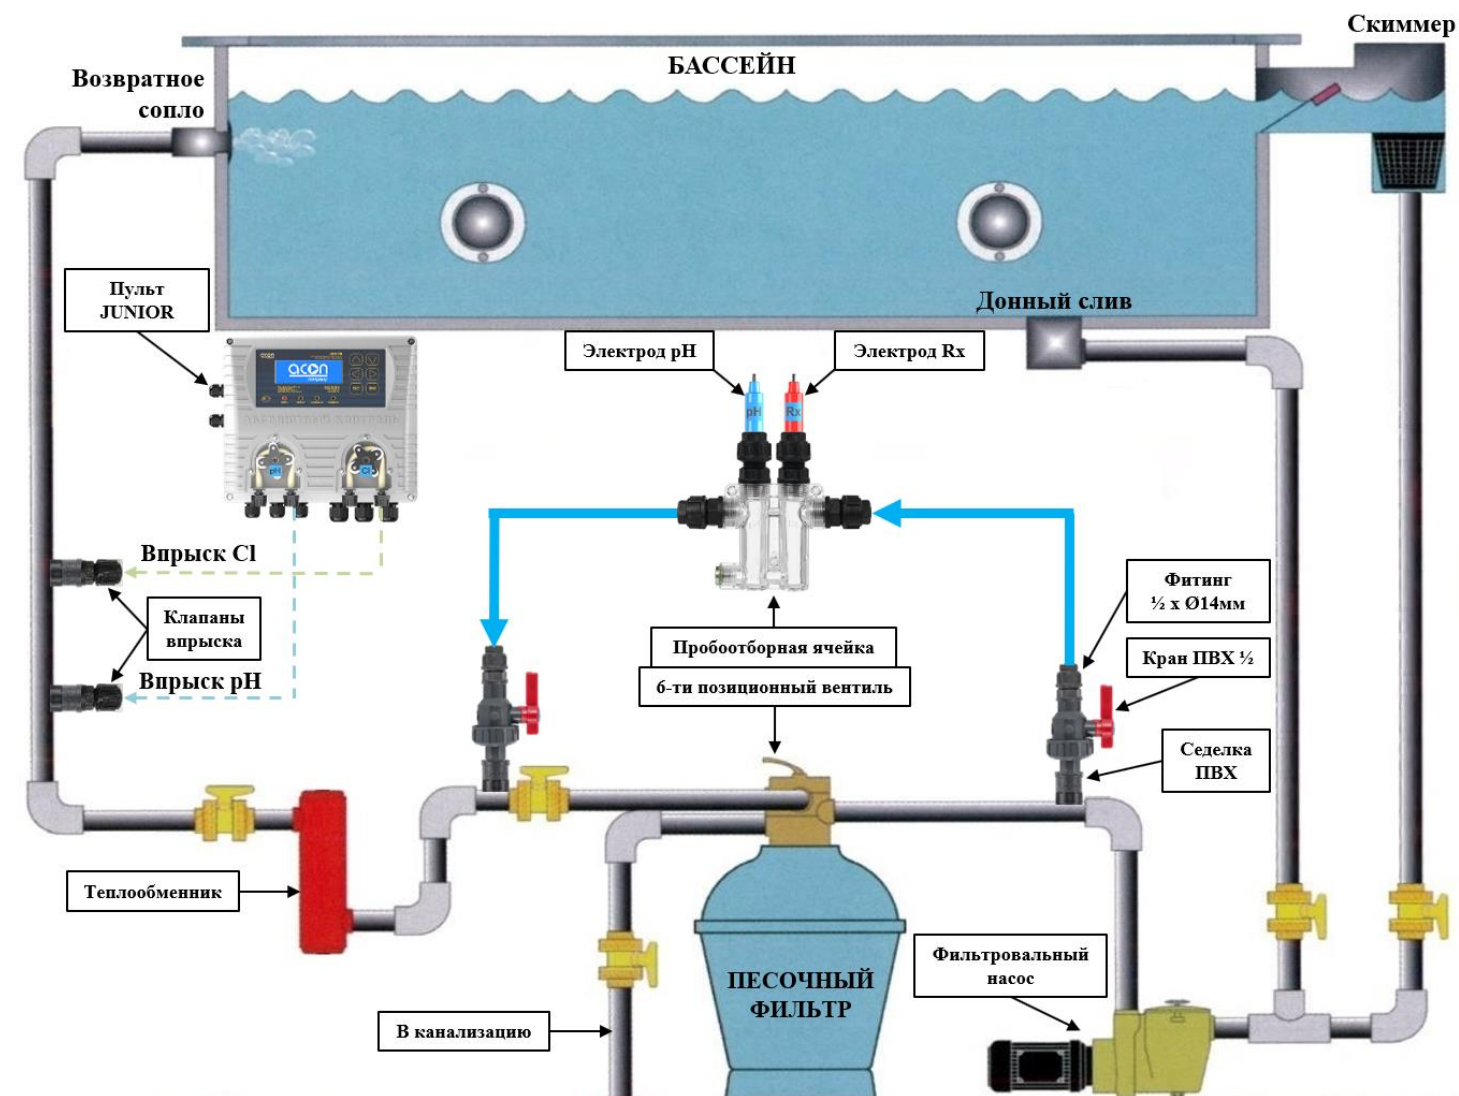 Скиммер
БАССЕЙН
Возвратное
сопло
Донный слив
Пульт
JUNIOR
Электрод pH
Электрод Rx
acon
company
pH
Rx
pH
Cl
Впрыск Cl
Клапаны
впрыска
Впрыск pH
Фитинг
½ x Ø14мм
Пробоотборная ячейка
Кран ПВХ ½
6-ти позиционный вентиль
Седелка
ПВХ
Теплообменник
Фильтровальный
насос
ПЕСОЧНЫЙ
ФИЛЬТР
В канализацию